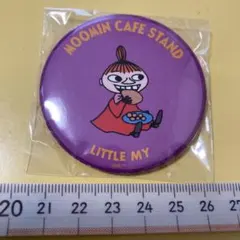 MOOMIN CAFE STAND
LITTLE MY
20 21 22 23 24 25 26 27